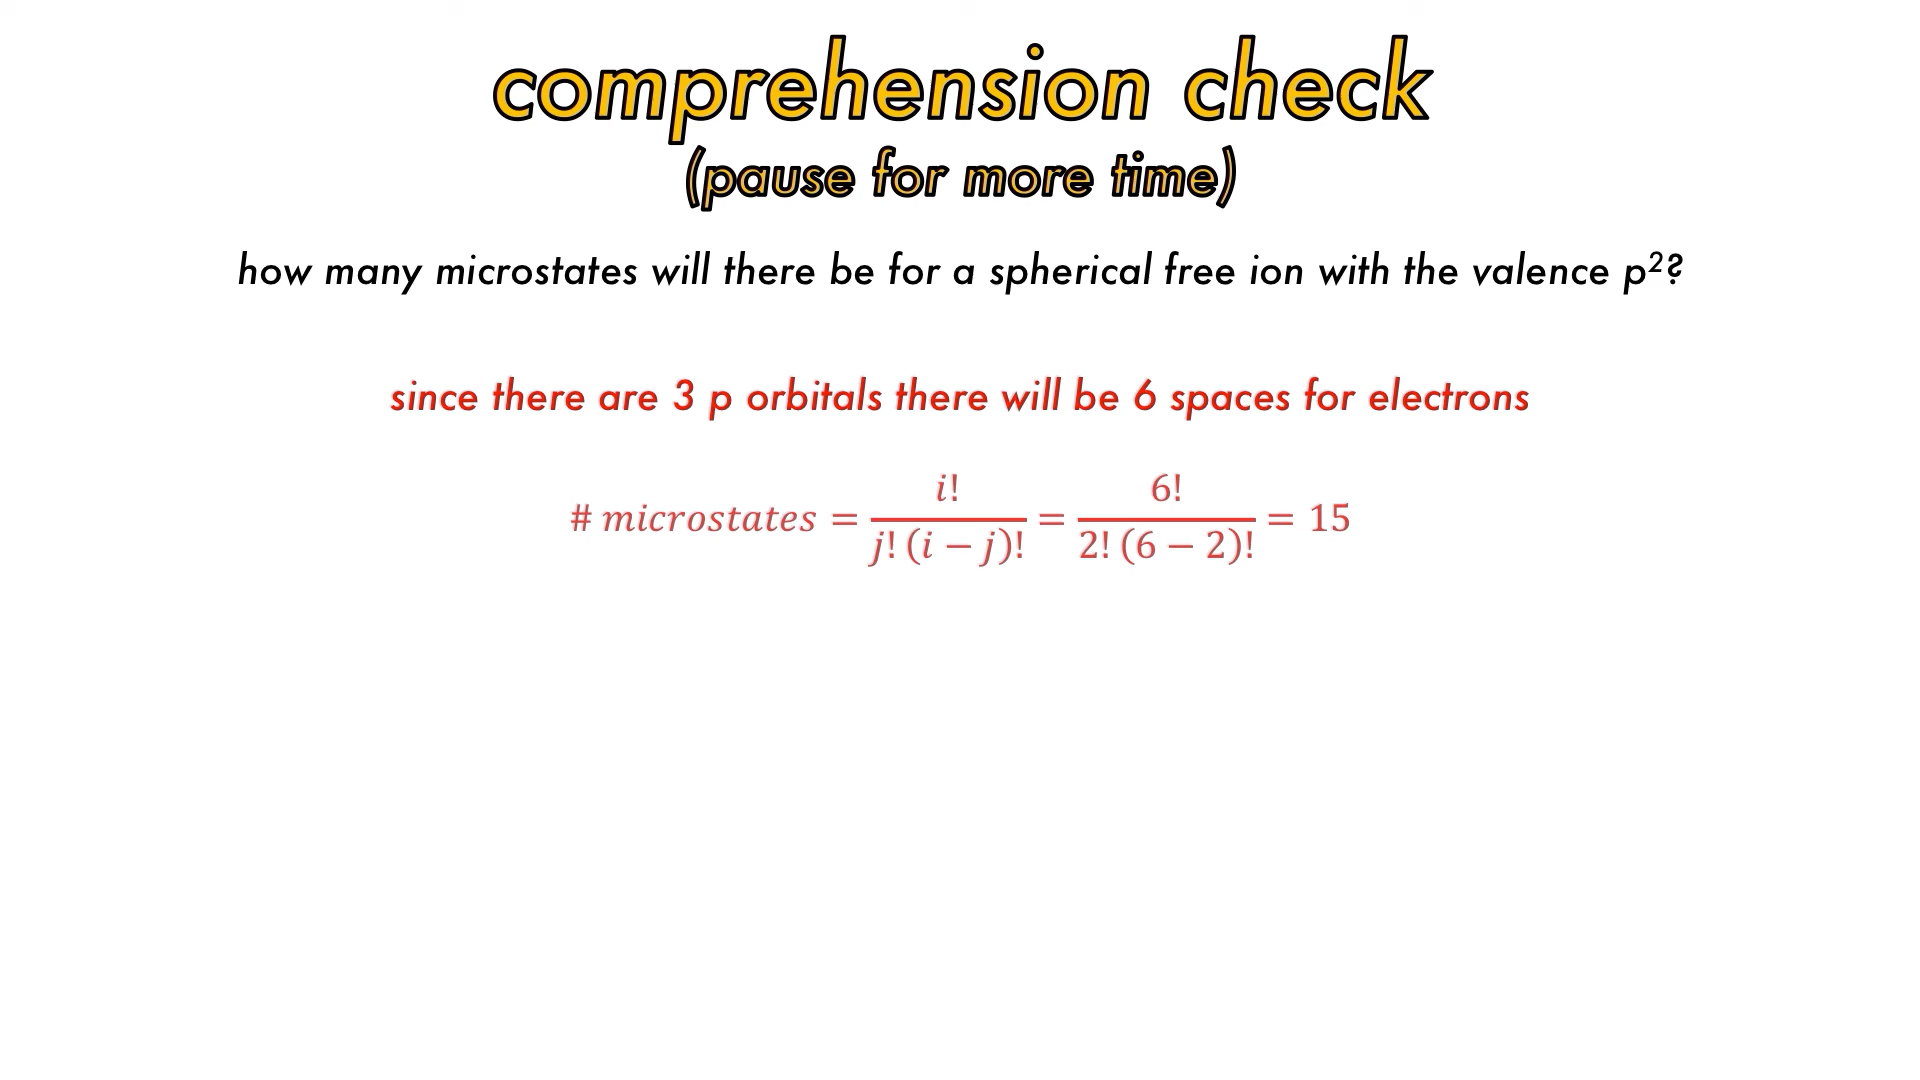 comprehension check
(pause for more time)
how many microstates will there be for a spherical free ion with the valence p²?
since there are 3 p orbitals there will be 6 spaces for electrons
# microstates = i! / j! (i − j)! = 6! / 2! (6 − 2)! = 15